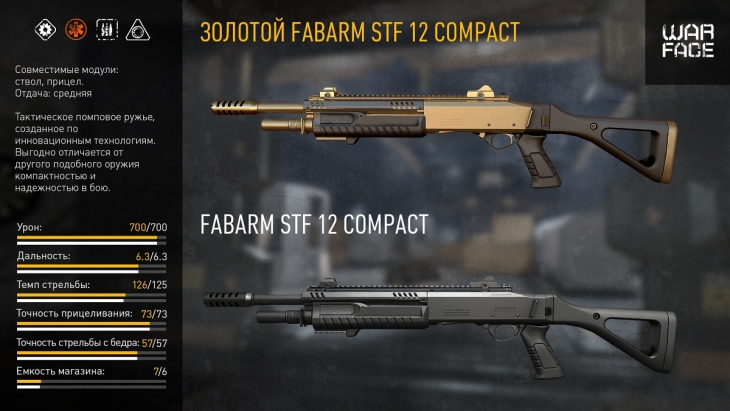 ЗОЛОТОЙ FABARM STF 12 COMPACT
WAR
FACE
Совместимые модули:
ствол, прицел.
Отдача: средняя
Тактическое помповое ружье,
созданное по
инновационным технологиям.
Выгодно отличается от
другого подобного оружия
компактностью и
надежностью в бою.
FABARM STF 12 COMPACT
Урон: 700/700
Дальность: 6.3/6.3
Темп стрельбы: 126/125
Точность прицеливания: 73/73
Точность стрельбы с бедра: 57/57
Емкость магазина: 7/6